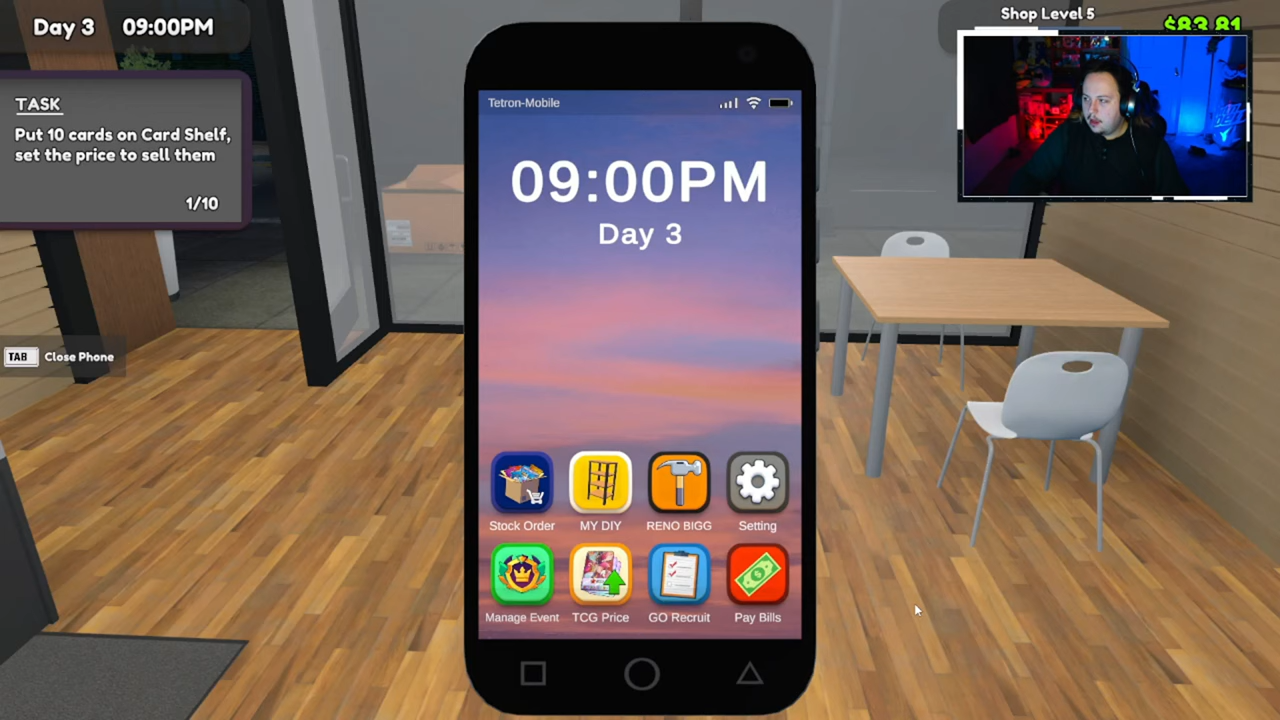 Day 3 09:00PM
Shop Level 5
$83.81
TASK
Put 10 cards on Card Shelf,
set the price to sell them
1/10
TAB Close Phone
Tetron-Mobile
09:00PM
Day 3
Stock Order MY DIY RENO BIGG Setting
Manage Event TCG Price GO Recruit Pay Bills